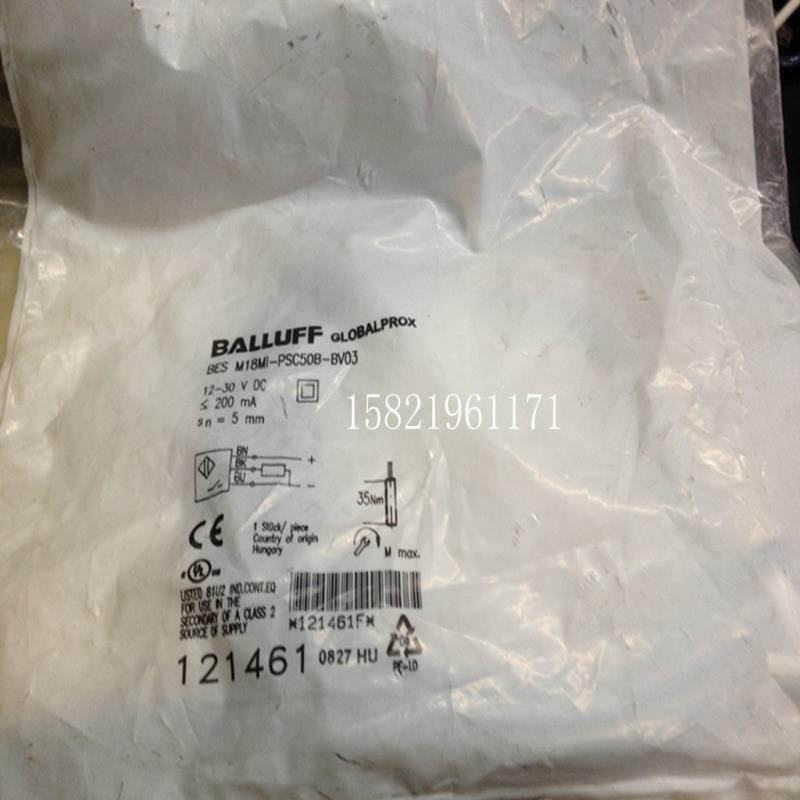 BALLUFF GLOBALPROX
BES M18MI-PSC50B-BV03
12-30 V DC
≤ 200 mA
sn = 5 mm
15821961171
BN
BK
BU
+
-
35Nm
M max.
CE
1 Stück/ piece
Country of origin
Hungary
UL
LISTED 81U2 IND.CONT.EQ
FOR USE IN THE
SECONDARY OF A CLASS 2
SOURCE OF SUPPLY
*121461F*
121461 0827 HU
PE-LD